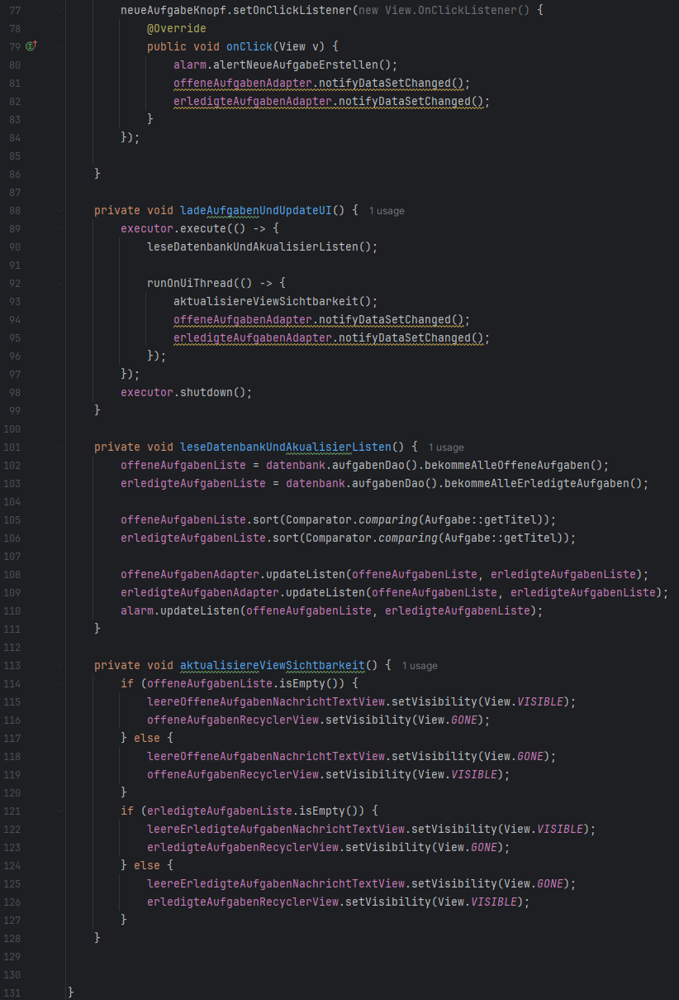 77 neueAufgabeKnopf.setOnClickListener(new View.OnClickListener() {
78 @Override
79 public void onClick(View v) {
80 alarm.alertNeueAufgabeErstellen();
81 offeneAufgabenAdapter.notifyDataSetChanged();
82 erledigteAufgabenAdapter.notifyDataSetChanged();
83 }
84 });
85
86 }
87
88 private void ladeAufgabenUndUpdateUI() { 1 usage
89 executor.execute(() -> {
90 leseDatenbankUndAkualisierListen();
91
92 runOnUiThread(() -> {
93 aktualisiereViewSichtbarkeit();
94 offeneAufgabenAdapter.notifyDataSetChanged();
95 erledigteAufgabenAdapter.notifyDataSetChanged();
96 });
97 });
98 executor.shutdown();
99 }
100
101 private void leseDatenbankUndAkualisierListen() { 1 usage
102 offeneAufgabenListe = datenbank.aufgabenDao().bekommeAlleOffeneAufgaben();
103 erledigteAufgabenListe = datenbank.aufgabenDao().bekommeAlleErledigteAufgaben();
104
105 offeneAufgabenListe.sort(Comparator.comparing(Aufgabe::getTitel));
106 erledigteAufgabenListe.sort(Comparator.comparing(Aufgabe::getTitel));
107
108 offeneAufgabenAdapter.updateListen(offeneAufgabenListe, erledigteAufgabenListe);
109 erledigteAufgabenAdapter.updateListen(offeneAufgabenListe, erledigteAufgabenListe);
110 alarm.updateListen(offeneAufgabenListe, erledigteAufgabenListe);
111 }
112
113 private void aktualisiereViewSichtbarkeit() { 1 usage
114 if (offeneAufgabenListe.isEmpty()) {
115 leereOffeneAufgabenNachrichtTextView.setVisibility(View.VISIBLE);
116 offeneAufgabenRecyclerView.setVisibility(View.GONE);
117 } else {
118 leereOffeneAufgabenNachrichtTextView.setVisibility(View.GONE);
119 offeneAufgabenRecyclerView.setVisibility(View.VISIBLE);
120 }
121 if (erledigteAufgabenListe.isEmpty()) {
122 leereErledigteAufgabenNachrichtTextView.setVisibility(View.VISIBLE);
123 erledigteAufgabenRecyclerView.setVisibility(View.GONE);
124 } else {
125 leereErledigteAufgabenNachrichtTextView.setVisibility(View.GONE);
126 erledigteAufgabenRecyclerView.setVisibility(View.VISIBLE);
127 }
128 }
129
130
131 }